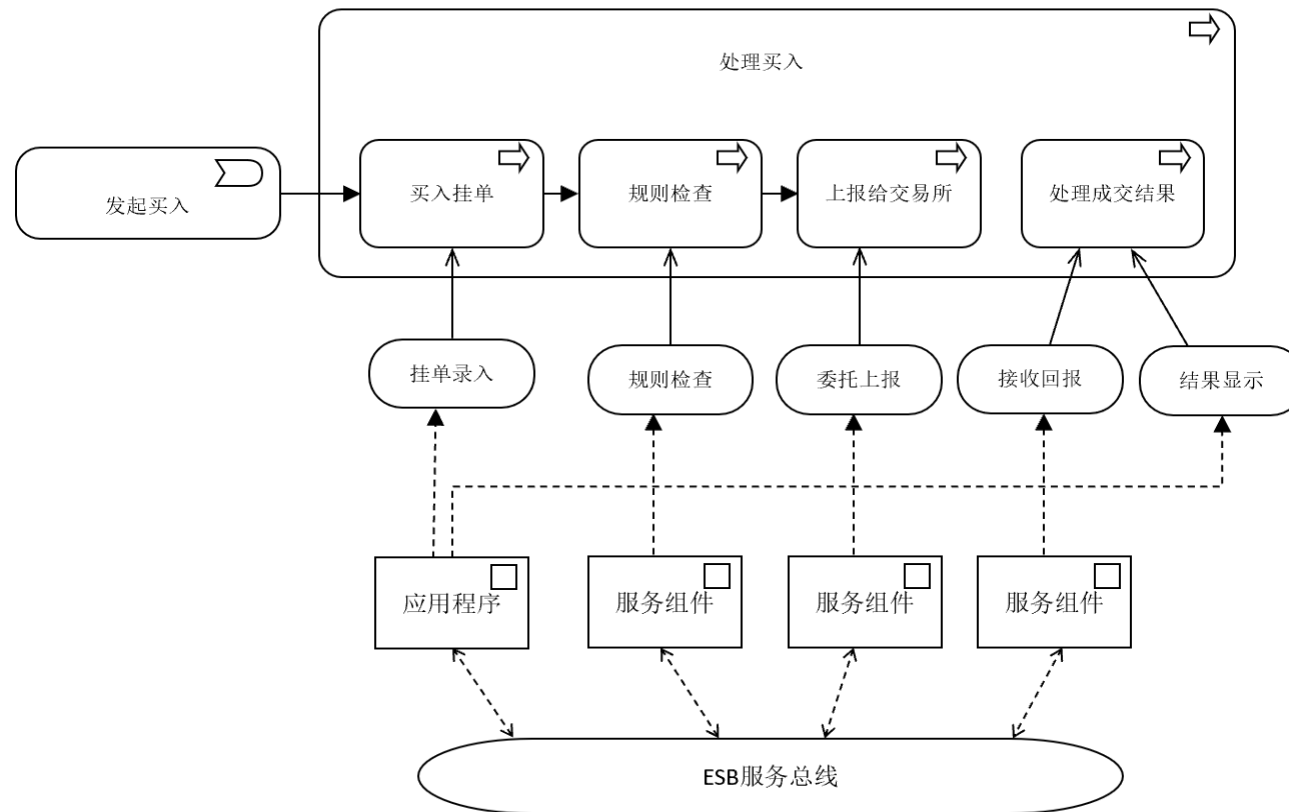 处理买入
发起买入
买入挂单
规则检查
上报给交易所
处理成交结果
挂单录入
规则检查
委托上报
接收回报
结果显示
应用程序
服务组件
服务组件
服务组件
ESB服务总线